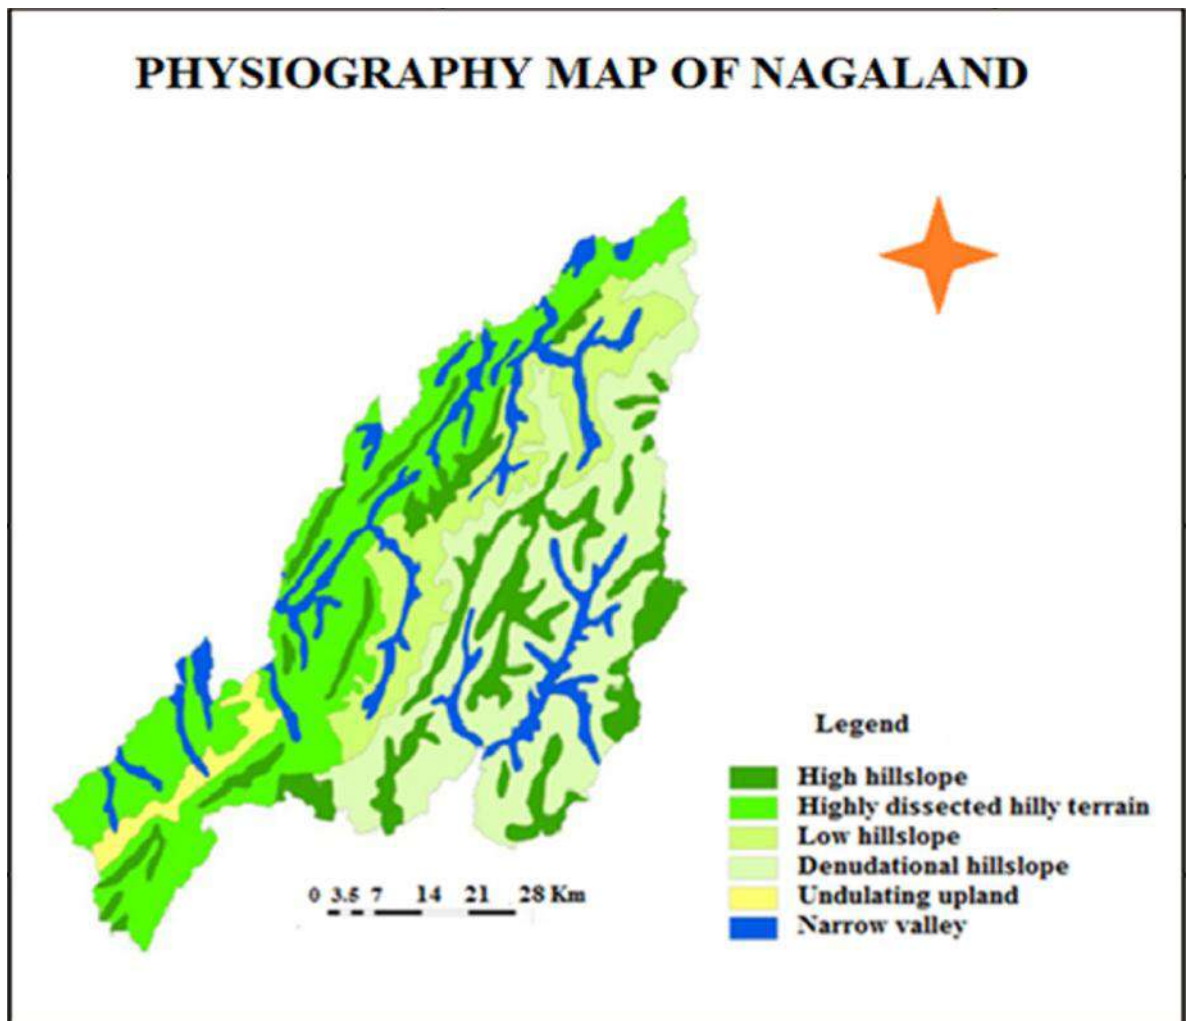 PHYSIOGRAPHY MAP OF NAGALAND
Legend
High hillslope
Highly dissected hilly terrain
Low hillslope
Denudational hillslope
Undulating upland
Narrow valley
0 3.5 7 14 21 28 Km